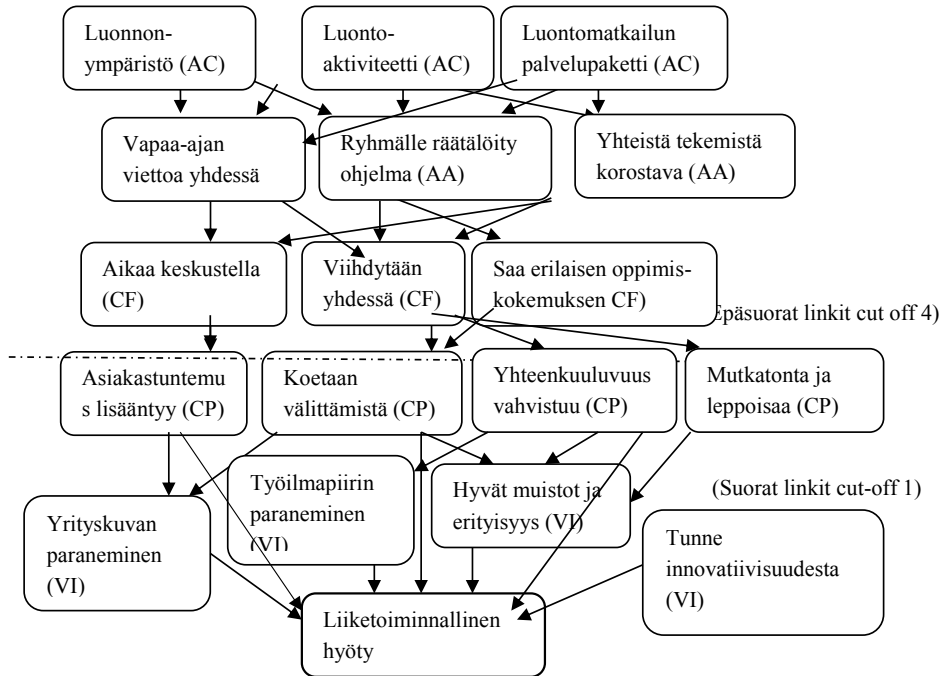 Luonnon-
ympäristö (AC)
Luonto-
aktiviteetti (AC)
Luontomatkailun
palvelupaketti (AC)
Vapaa-ajan
viettoa yhdessä
Ryhmälle räätälöity
ohjelma (AA)
Yhteistä tekemistä
korostava (AA)
Aikaa keskustella
(CF)
Viihdytään
yhdessä (CF)
Saa erilaisen oppimis-
kokemuksen CF)
Epäsuorat linkit cut off 4)
Asiakastuntemu
s lisääntyy (CP)
Koetaan
välittämistä (CP)
Yhteenkuuluvuus
vahvistuu (CP)
Mutkatonta ja
leppoisaa (CP)
(Suorat linkit cut-off 1)
Yrityskuvan
paraneminen
(VI)
Työilmapiirin
paraneminen
(VI)
Hyvät muistot ja
erityisyys (VI)
Tunne
innovatiivisuudesta
(VI)
Liiketoiminnallinen
hyöty